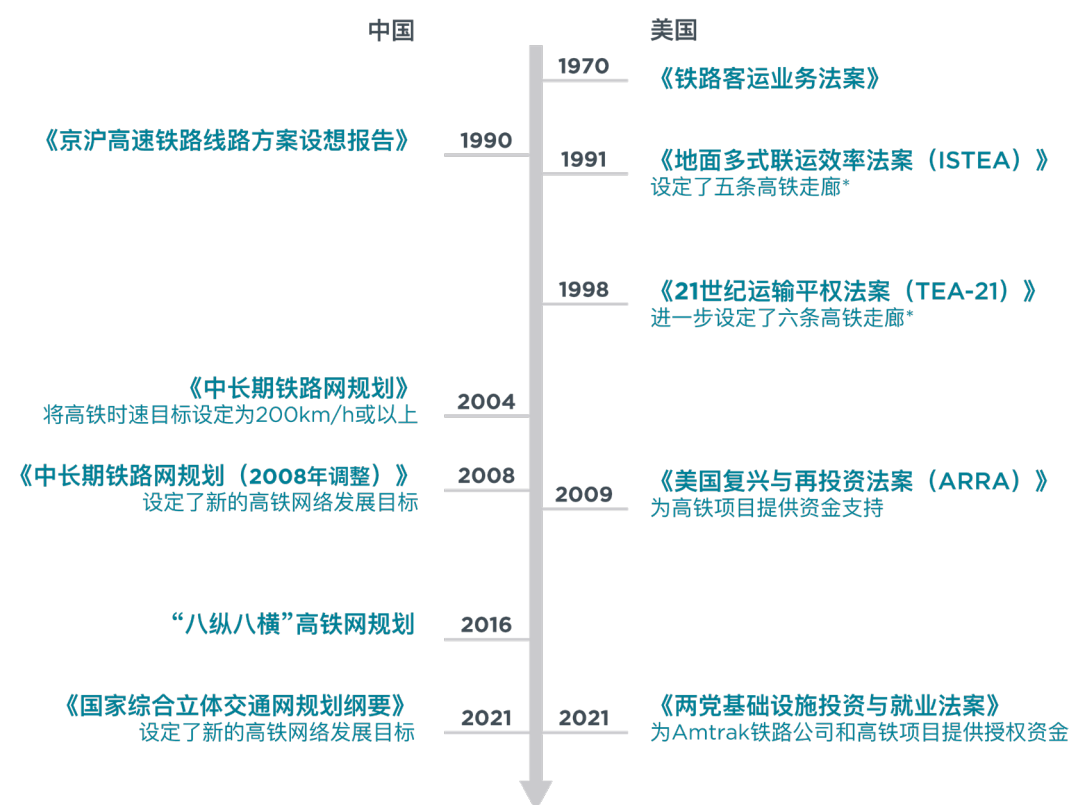 中国
美国
1970
《铁路客运业务法案》
《京沪高速铁路线路方案设想报告》
1990
1991
《地面多式联运效率法案（ISTEA）》
设定了五条高铁走廊*
1998
《21世纪运输平权法案（TEA-21）》
进一步设定了六条高铁走廊*
《中长期铁路网规划》
将高铁时速目标设定为200km/h或以上
2004
《中长期铁路网规划（2008年调整）》
设定了新的高铁网络发展目标
2008
2009
《美国复兴与再投资法案（ARRA）》
为高铁项目提供资金支持
“八纵八横”高铁网规划
2016
《国家综合立体交通网规划纲要》
设定了新的高铁网络发展目标
2021
2021
《两党基础设施投资与就业法案》
为Amtrak铁路公司和高铁项目提供授权资金